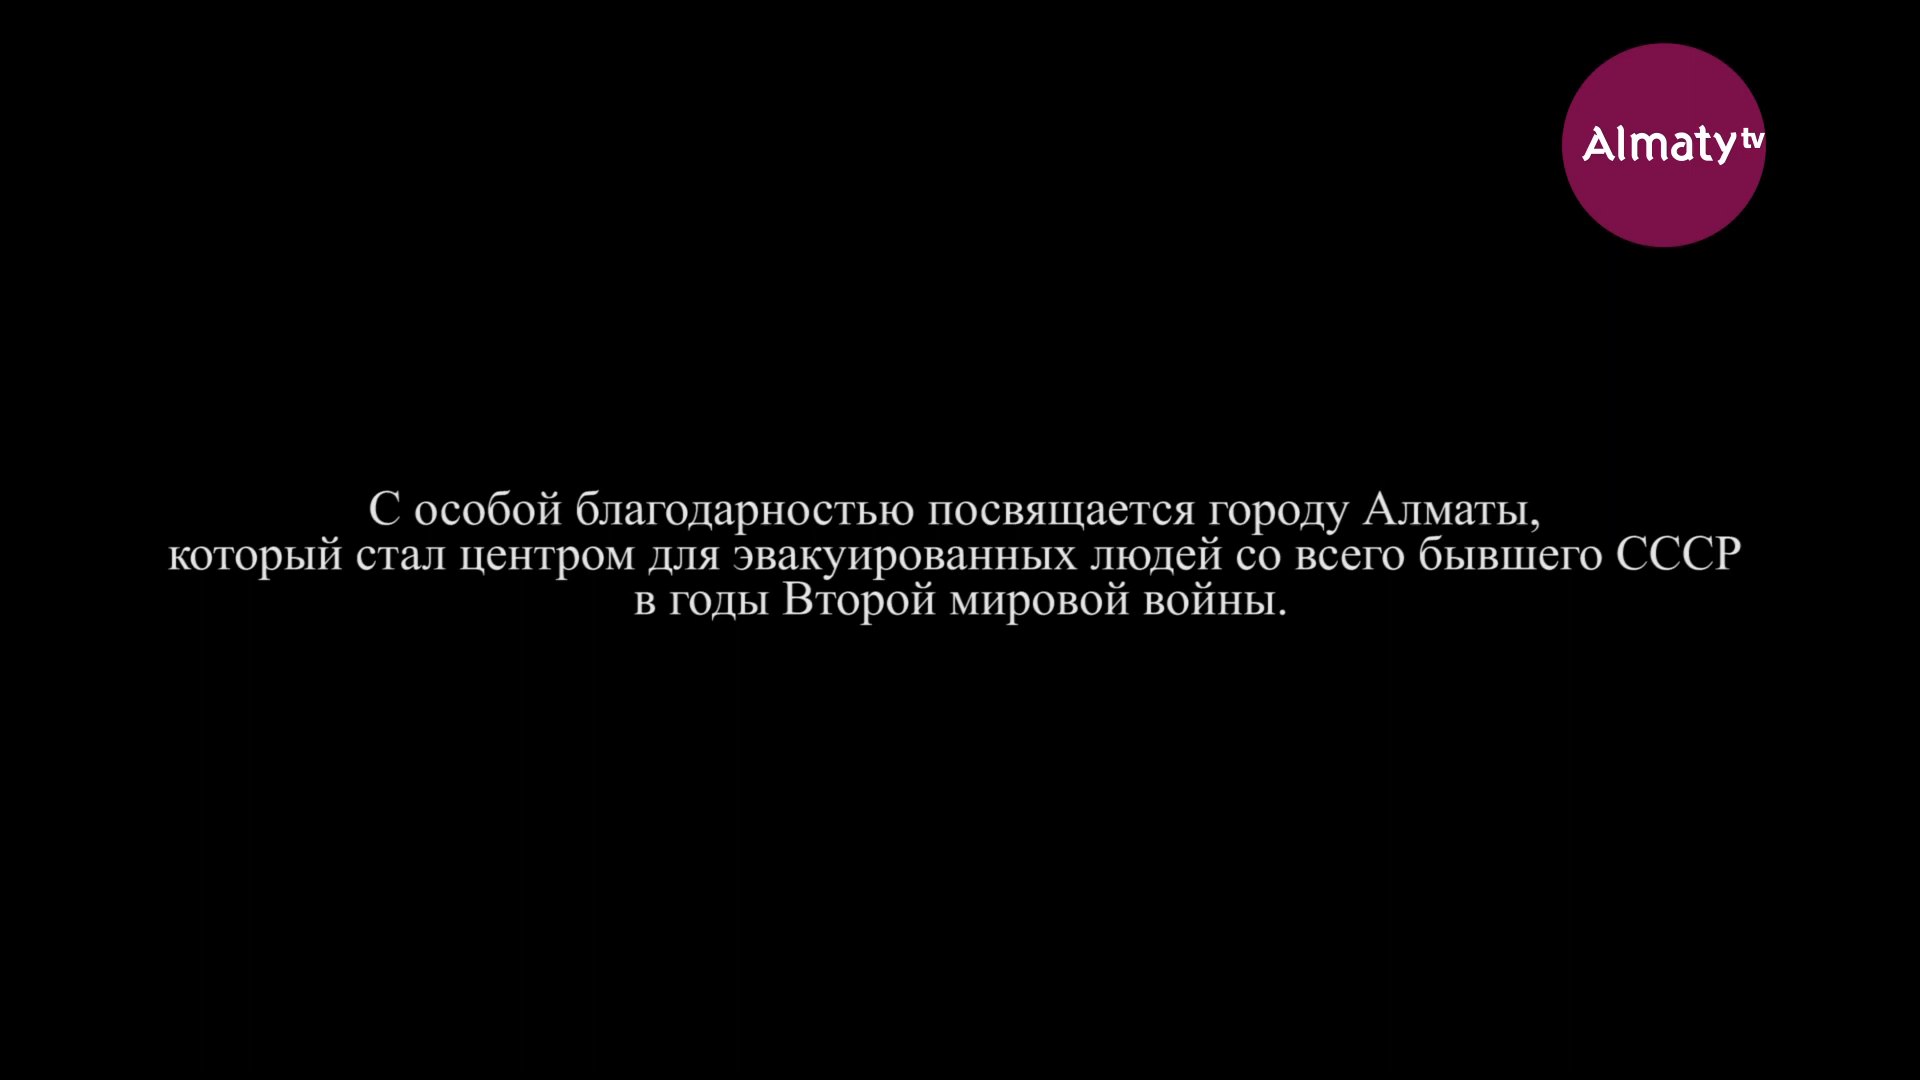 Almaty tv
С особой благодарностью посвящается городу Алматы,
который стал центром для эвакуированных людей со всего бывшего СССР
в годы Второй мировой войны.